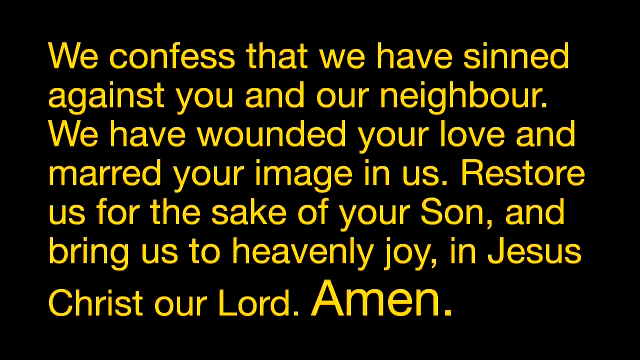 We confess that we have sinned
against you and our neighbour.
We have wounded your love and
marred your image in us. Restore
us for the sake of your Son, and
bring us to heavenly joy, in Jesus
Christ our Lord. Amen.